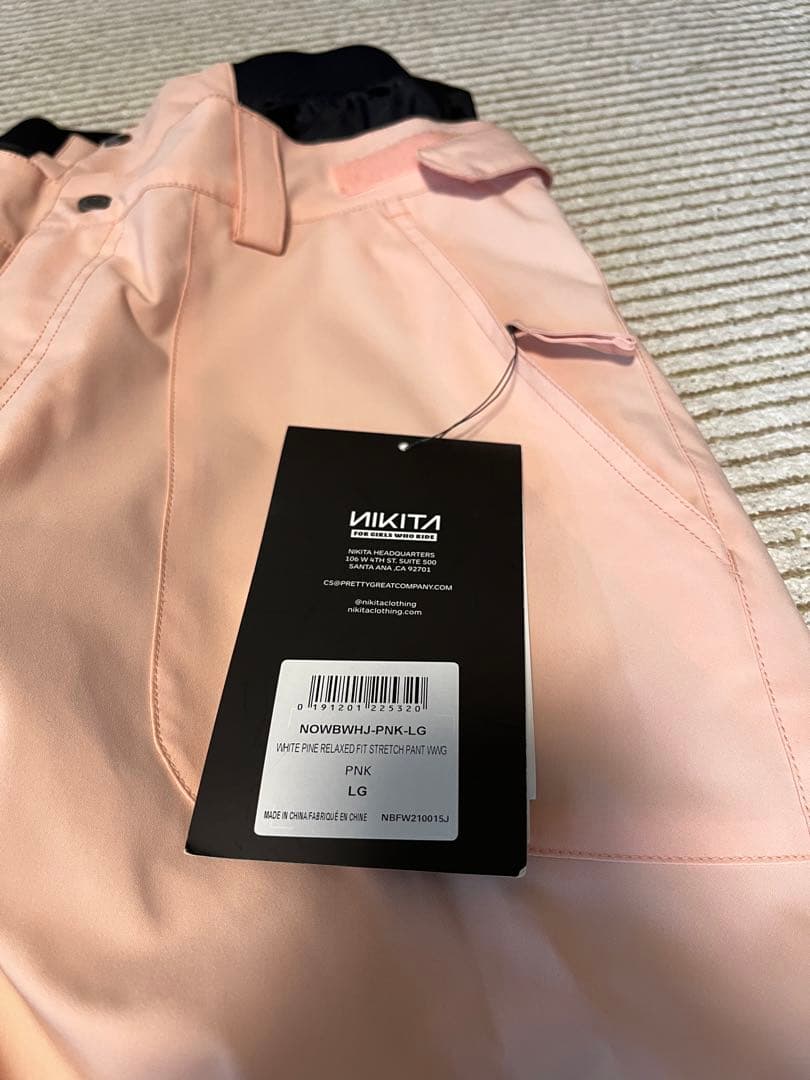 NIKITA
FOR GIRLS WHO RIDE
NIKITA HEADQUARTERS
106 W 4TH ST. SUITE 500
SANTA ANA ,CA 92701
CS@PRETTYGREATCOMPANY.COM
@nikitaclothing
nikitaclothing.com
0 191201 225320
NOWBWHJ-PNK-LG
WHITE PINE RELAXED FIT STRETCH PANT WWG
PNK
LG
MADE IN CHINA/FABRIQUÉ EN CHINE NBFW210015J